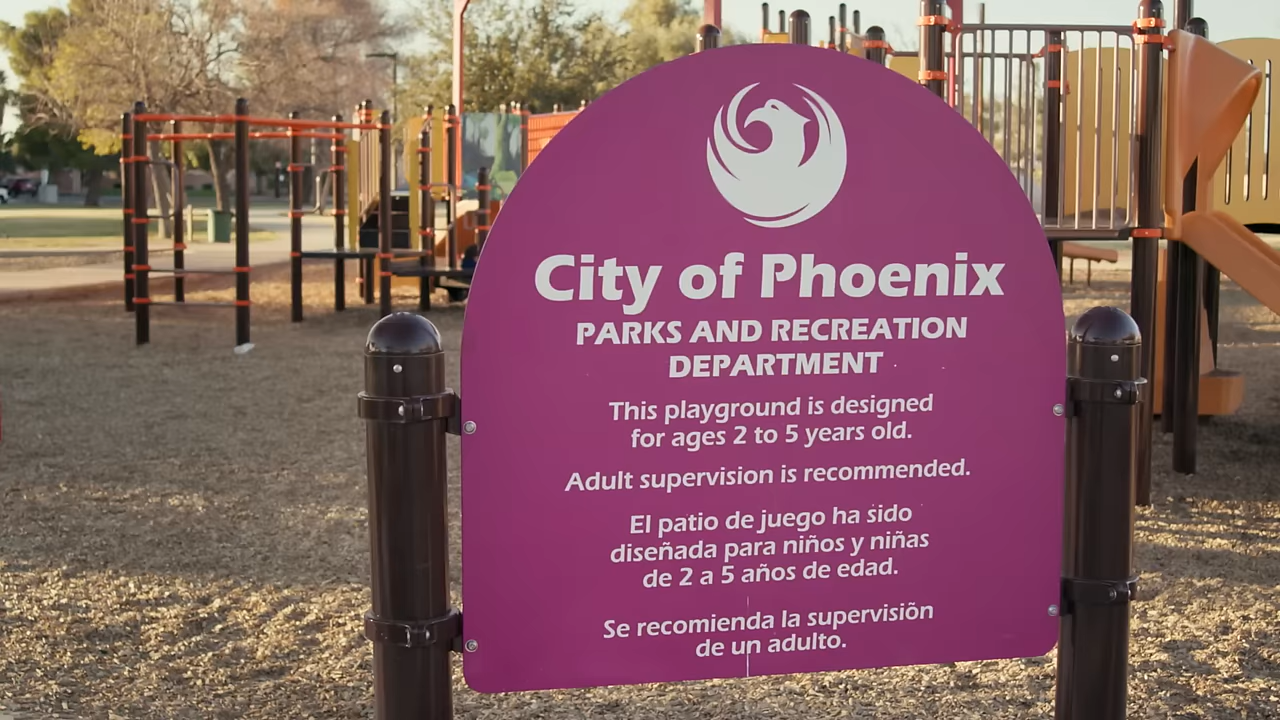 City of Phoenix
PARKS AND RECREATION
DEPARTMENT
This playground is designed
for ages 2 to 5 years old.
Adult supervision is recommended.
El patio de juego ha sido
diseñada para niños y niñas
de 2 a 5 años de edad.
Se recomienda la supervisiõn
de un adulto.